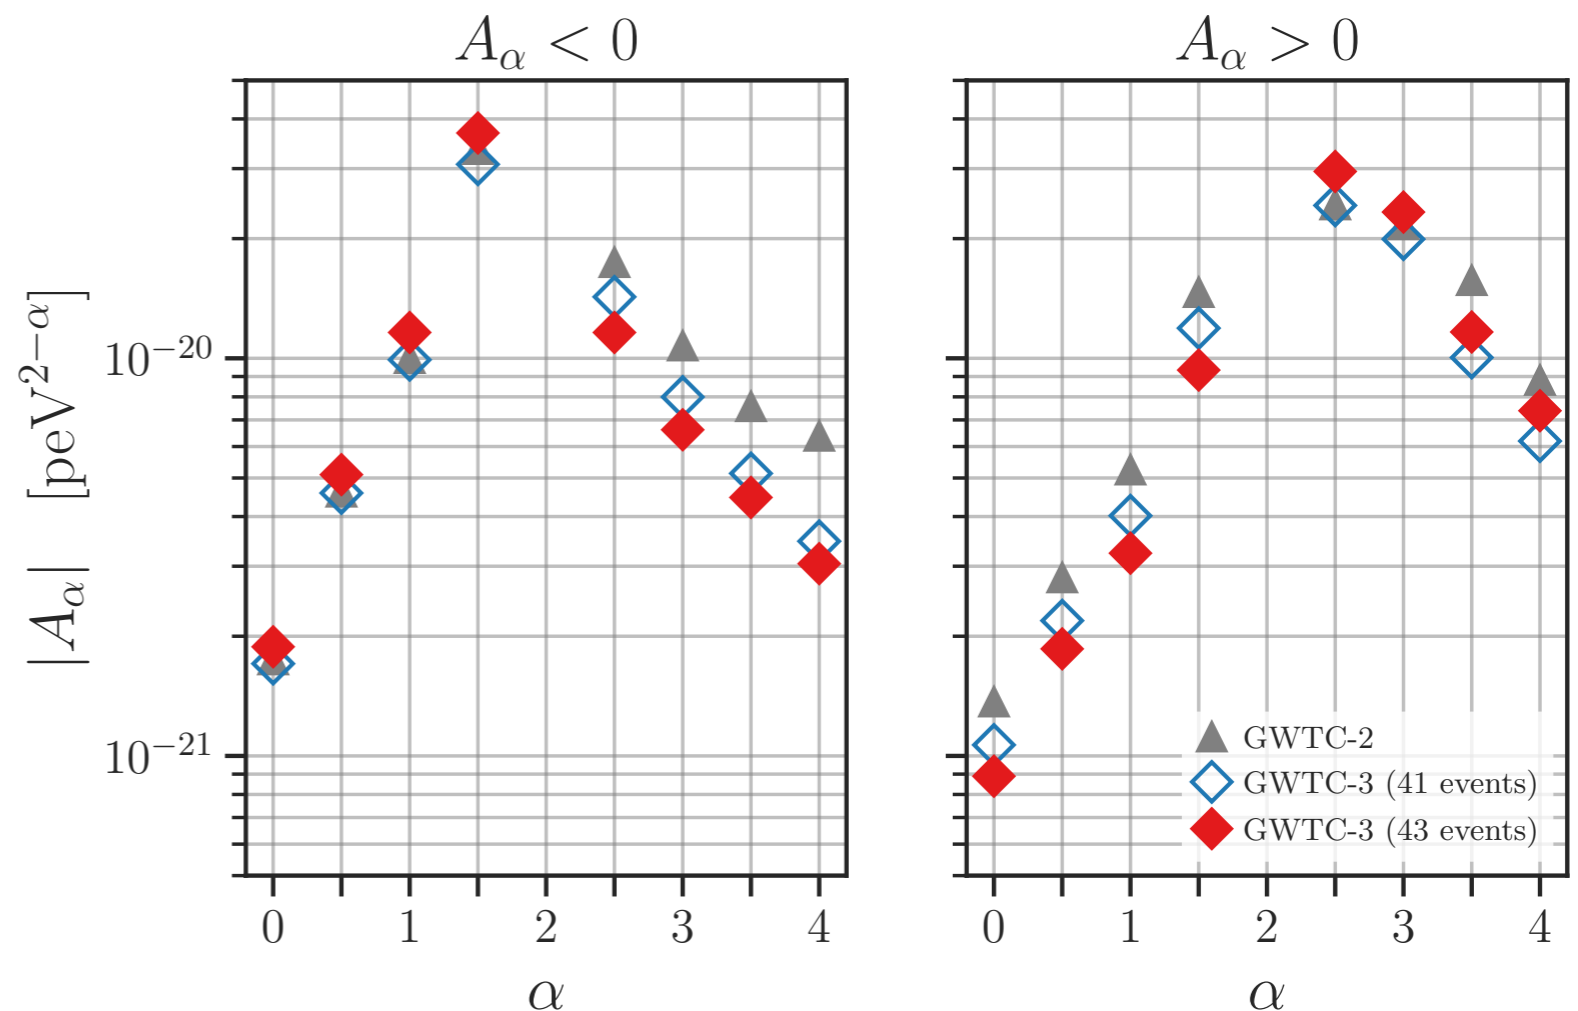 A_α < 0
A_α > 0
|A_α| [peV^{2−α}]
10^{−20}
10^{−21}
0 1 2 3 4
0 1 2 3 4
α
α
GWTC-2
GWTC-3 (41 events)
GWTC-3 (43 events)